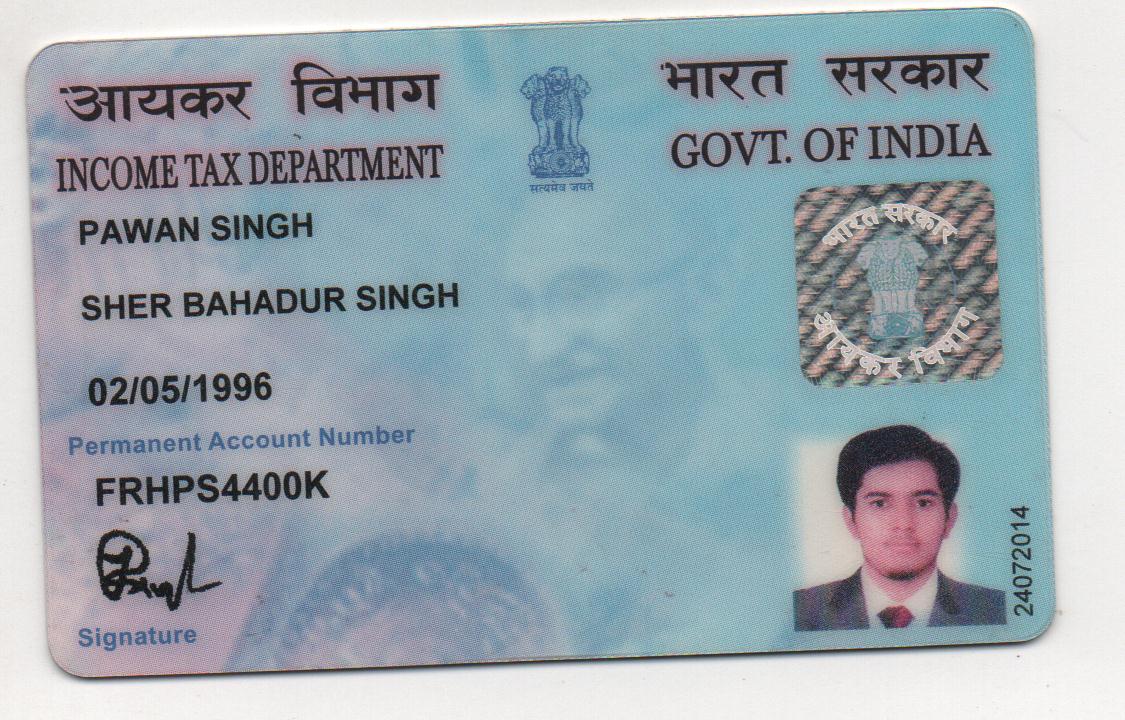 आयकर विभाग
INCOME TAX DEPARTMENT
सत्यमेव जयते
भारत सरकार
GOVT. OF INDIA
PAWAN SINGH
SHER BAHADUR SINGH
02/05/1996
Permanent Account Number
FRHPS4400K
Signature
भारत सरकार
आयकर विभाग
24072014